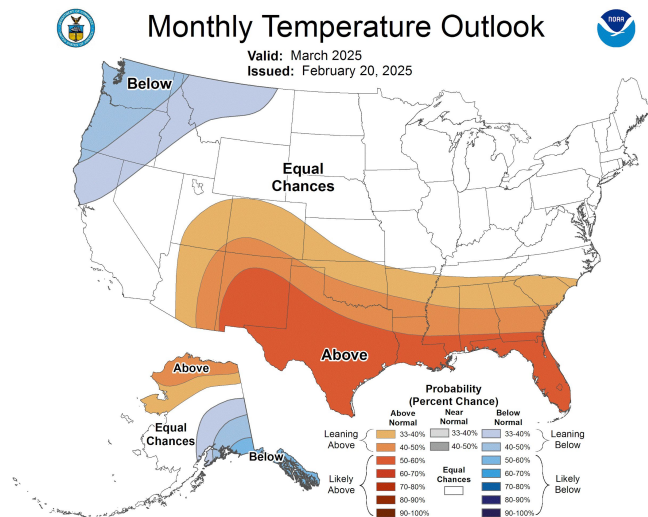 Monthly Temperature Outlook
NOAA
Valid: March 2025
Issued: February 20, 2025
Below
Equal
Chances
Above
Above
Equal
Chances
Below
Probability
(Percent Chance)
Above
Normal
Near
Normal
Below
Normal
Leaning
Above
33-40%
40-50%
33-40%
40-50%
33-40%
40-50%
Leaning
Below
Likely
Above
50-60%
60-70%
70-80%
80-90%
90-100%
Equal
Chances
50-60%
60-70%
70-80%
80-90%
90-100%
Likely
Below